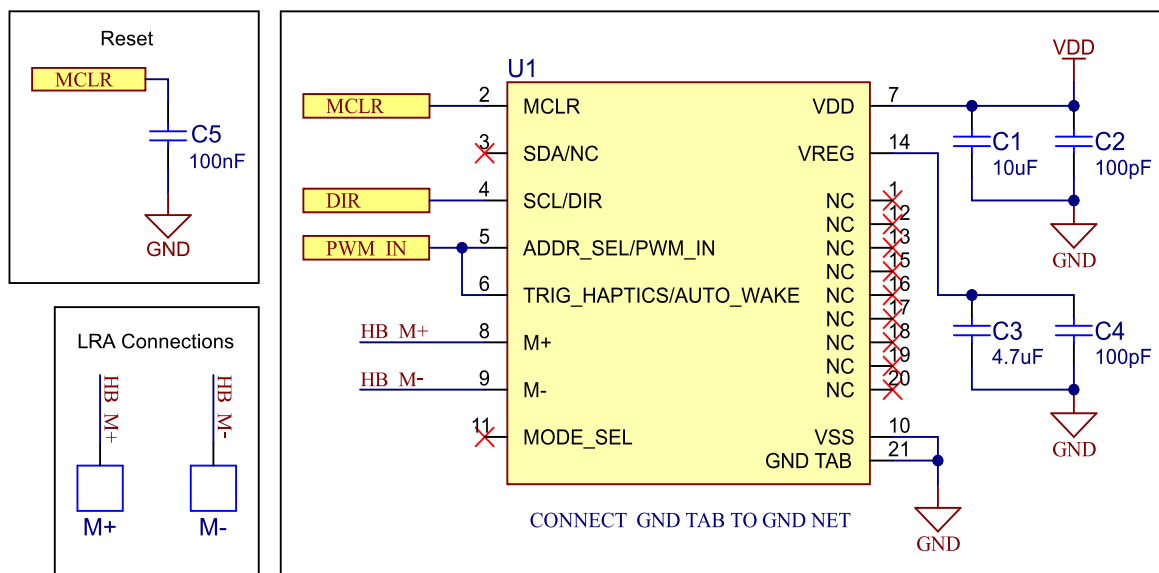 Reset
MCLR
C5
100nF
GND
LRA Connections
HB M+
HB M-
M+
M-
U1
MCLR
2
MCLR
3
SDA/NC
DIR
4
SCL/DIR
PWM IN
5
ADDR_SEL/PWM_IN
6
TRIG_HAPTICS/AUTO_WAKE
HB M+
8
M+
HB M-
9
M-
11
MODE_SEL
VDD
7
VREG
14
NC
1
NC
12
NC
13
NC
15
NC
16
NC
17
NC
18
NC
19
NC
20
VSS
10
GND TAB
21
VDD
C1
10uF
C2
100pF
GND
C3
4.7uF
C4
100pF
GND
GND
CONNECT GND TAB TO GND NET